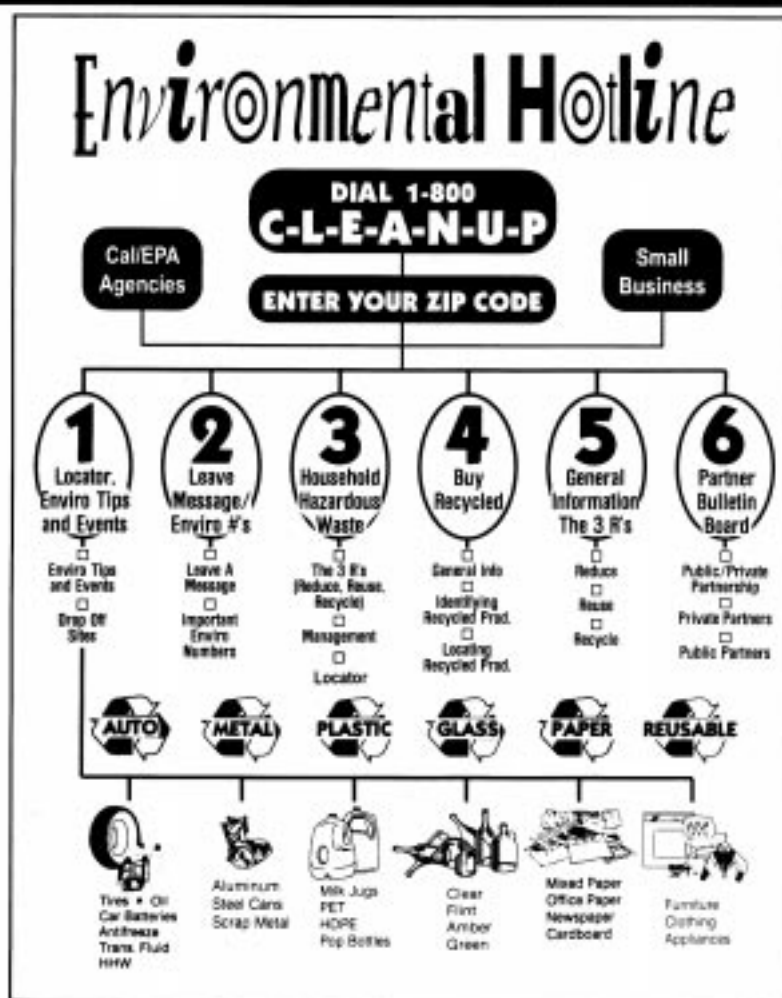 Environmental Hotline
DIAL 1-800
C-L-E-A-N-U-P
Cal/EPA
Agencies
Small
Business
ENTER YOUR ZIP CODE
1
Locator,
Enviro Tips
and Events
2
Leave
Message/
Enviro #'s
3
Household
Hazardous
Waste
4
Buy
Recycled
5
General
Information
The 3 R's
6
Partner
Bulletin
Board
Enviro Tips
and Events
Drop Off
Sites
Leave A
Message
Important
Enviro
Numbers
The 3 R's
(Reduce, Reuse,
Recycle)
Management
Locator
General Info
Identifying
Recycled Prod.
Locating
Recycled Prod.
Reduce
Reuse
Recycle
Public/Private
Partnership
Private Partners
Public Partners
AUTO
METAL
PLASTIC
GLASS
PAPER
REUSABLE
Tires • Oil
Car Batteries
Antifreeze
Trans. Fluid
HHW
Aluminum
Steel Cans
Scrap Metal
Milk Jugs
PET
HDPE
Pop Bottles
Clear
Flint
Amber
Green
Mixed Paper
Office Paper
Newspaper
Cardboard
Furniture
Clothing
Appliances